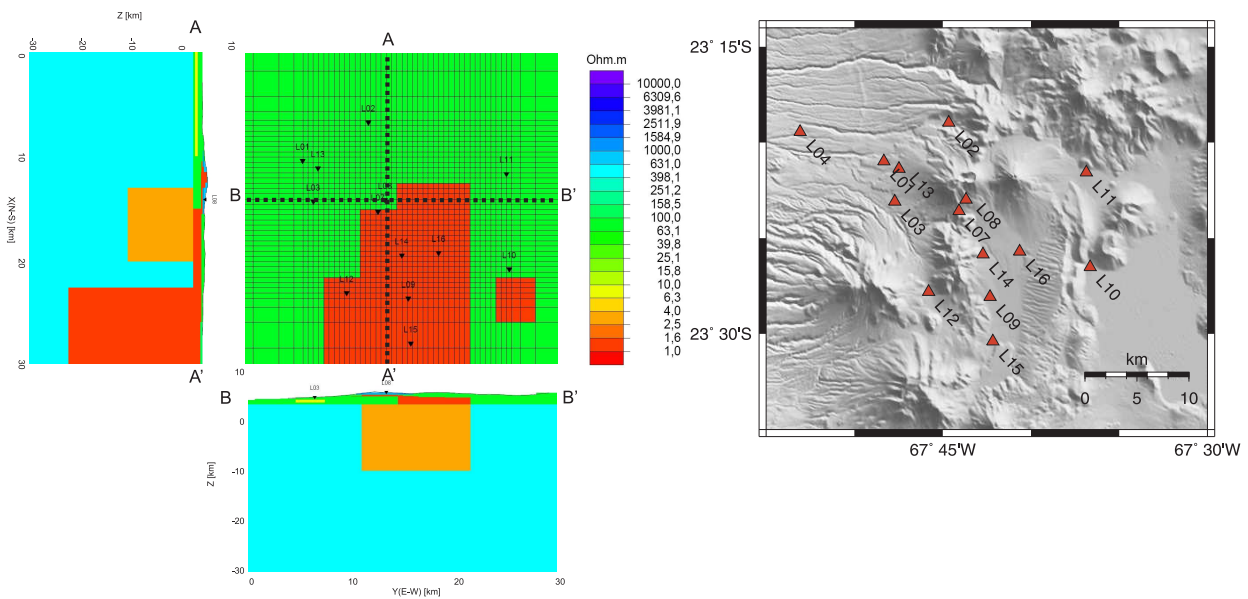 Z [km]
-30
-20
-10
0
0
10
20
30
X(N-S) [km]
A
A'
L08
10
A
L02
L01
L13
L11
L03
L07
B
B'
L14
L16
L10
L12
L09
L15
10
A'
Ohm.m
10000,0
6309,6
3981,1
2511,9
1584,9
1000,0
631,0
398,1
251,2
158,5
100,0
63,1
39,8
25,1
15,8
10,0
6,3
4,0
2,5
1,6
1,0
B
B'
L03
L08
Z [km]
0
-10
-20
-30
0
10
20
30
Y(E-W) [km]
23° 15'S
23° 30'S
67° 45'W
67° 30'W
L04
L02
L01
L13
L11
L03
L08
L07
L14
L16
L10
L12
L09
L15
km
0
5
10